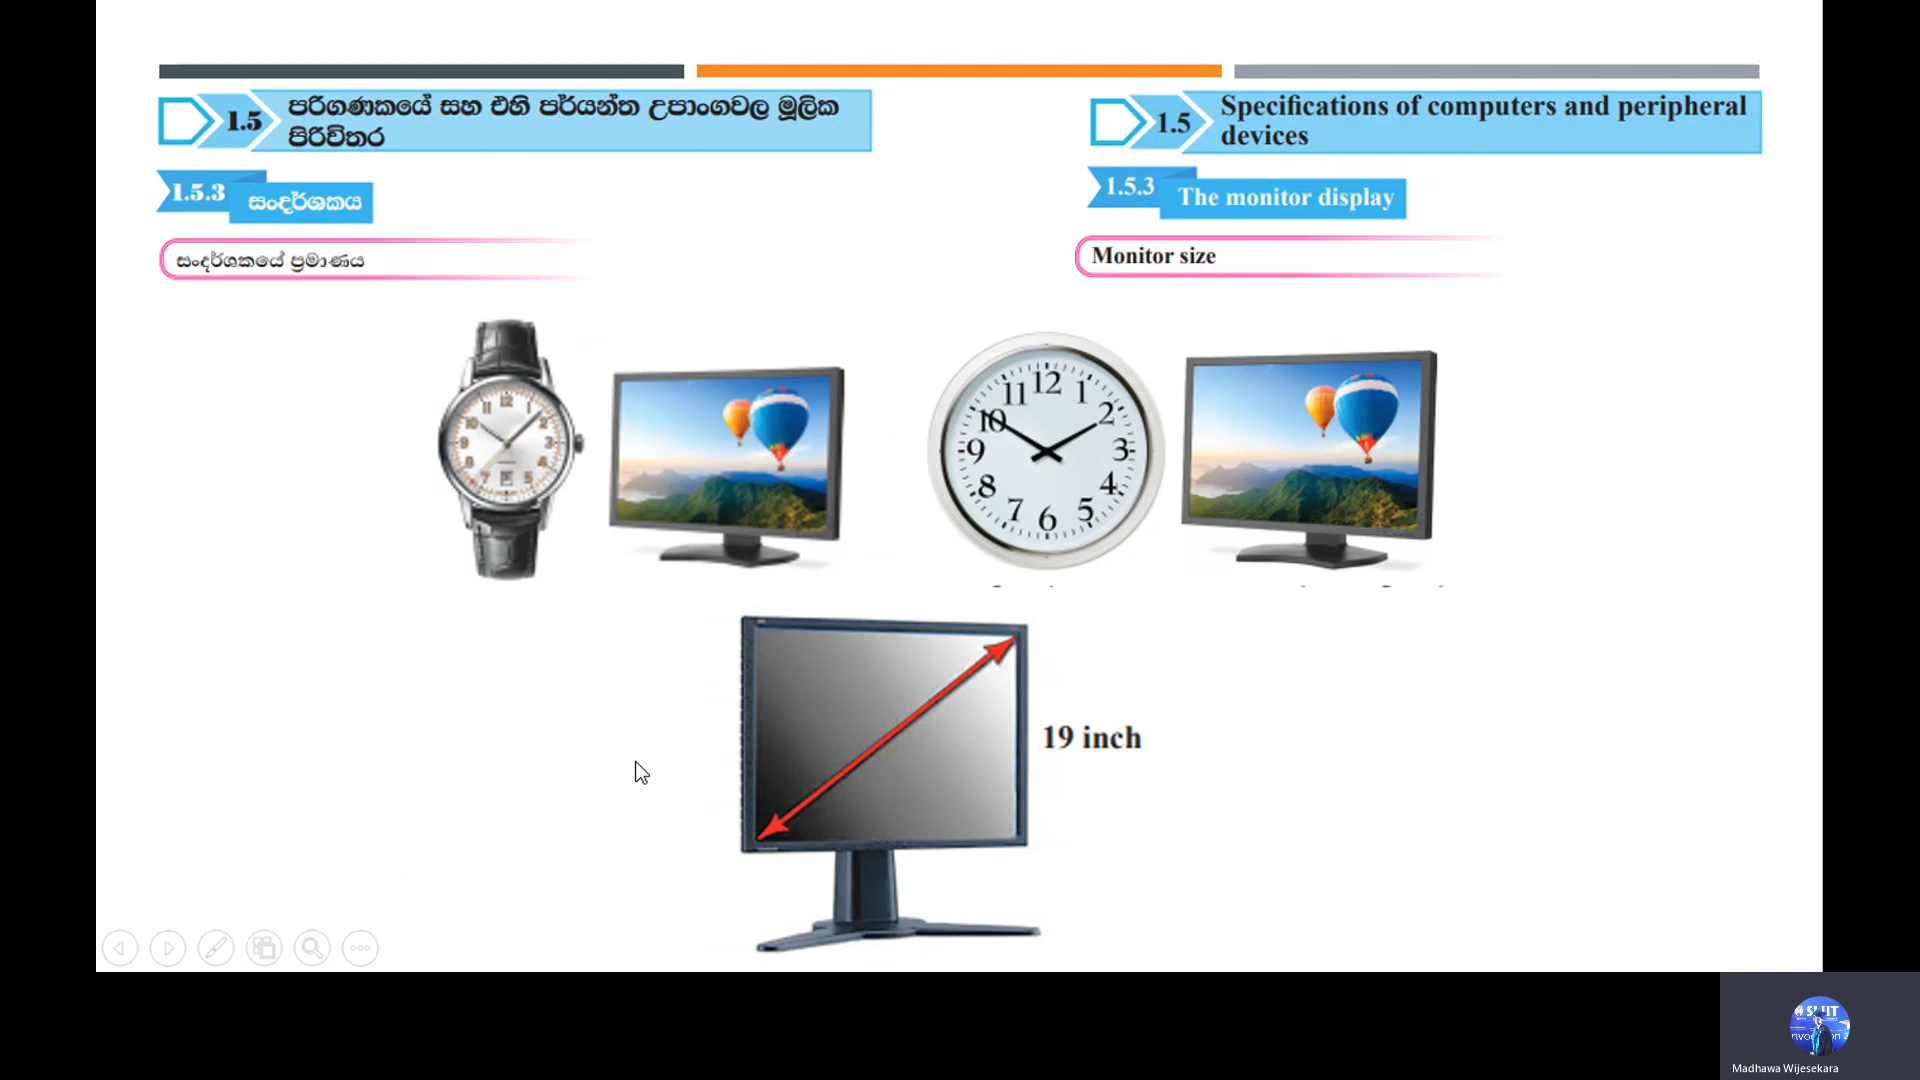 1.5 පරිගණකයේ සහ එහි පර්යන්ත උපාංගවල මූලික
පිරිවිතර
1.5.3 සංදර්ශකය
සංදර්ශකයේ ප්‍රමාණය
1.5 Specifications of computers and peripheral
devices
1.5.3 The monitor display
Monitor size
12
1
2
3
4
5
6
7
8
9
10
11
19 inch
SLIIT
Madhawa Wijesekara